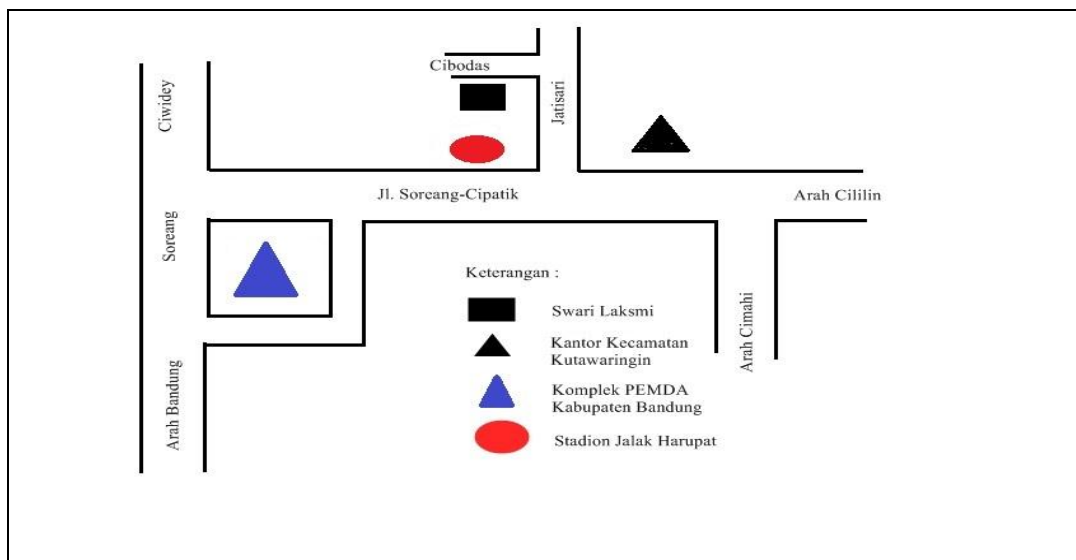 Cibodas
Ciwidey
Jatisari
Jl. Soreang-Cipatik
Arah Cililin
Soreang
Keterangan :
Swari Laksmi
Kantor Kecamatan
Kutawaringin
Komplek PEMDA
Kabupaten Bandung
Stadion Jalak Harupat
Arah Cimahi
Arah Bandung